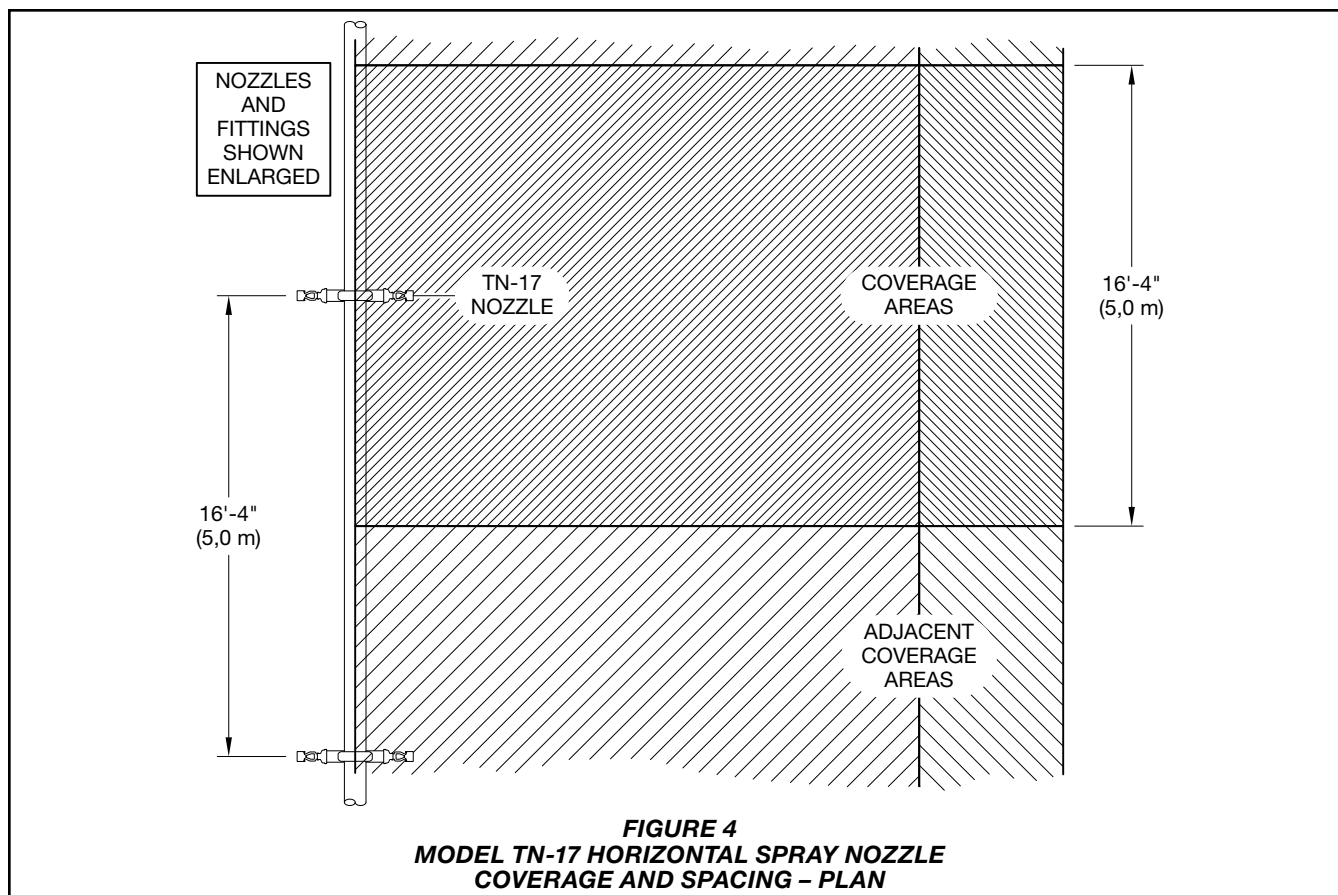 NOZZLES
AND
FITTINGS
SHOWN
ENLARGED
TN-17
NOZZLE
COVERAGE
AREAS
16'-4"
(5,0 m)
16'-4"
(5,0 m)
ADJACENT
COVERAGE
AREAS
FIGURE 4
MODEL TN-17 HORIZONTAL SPRAY NOZZLE
COVERAGE AND SPACING – PLAN